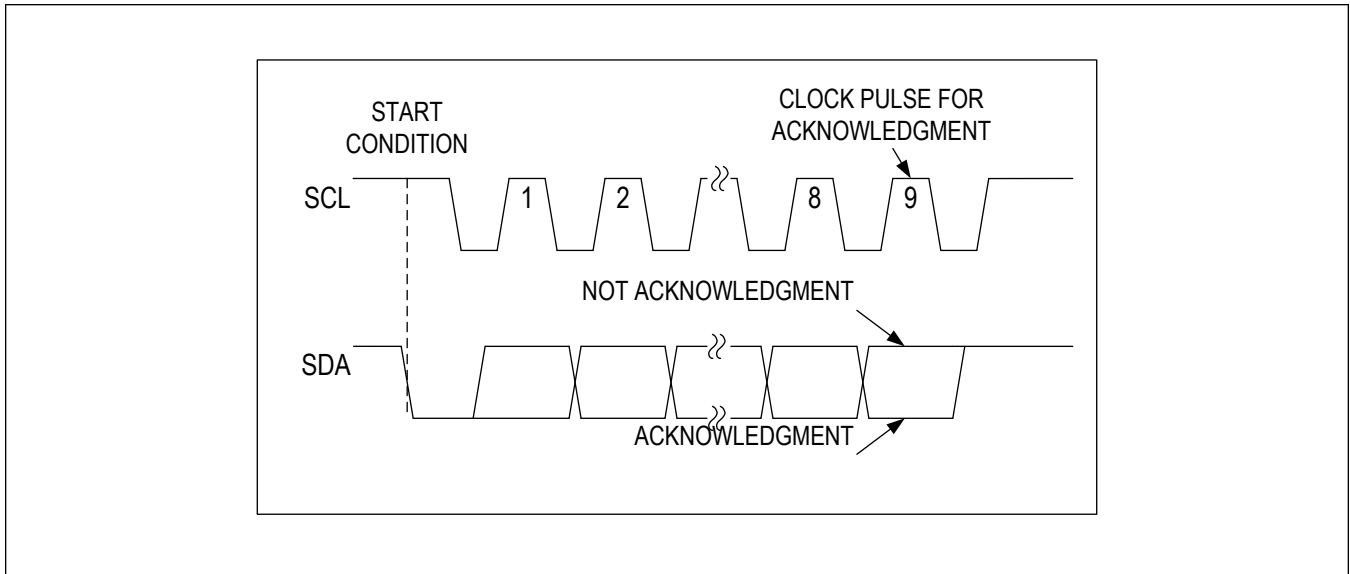 START
CONDITION
CLOCK PULSE FOR
ACKNOWLEDGMENT
SCL
1
2
8
9
NOT ACKNOWLEDGMENT
SDA
ACKNOWLEDGMENT